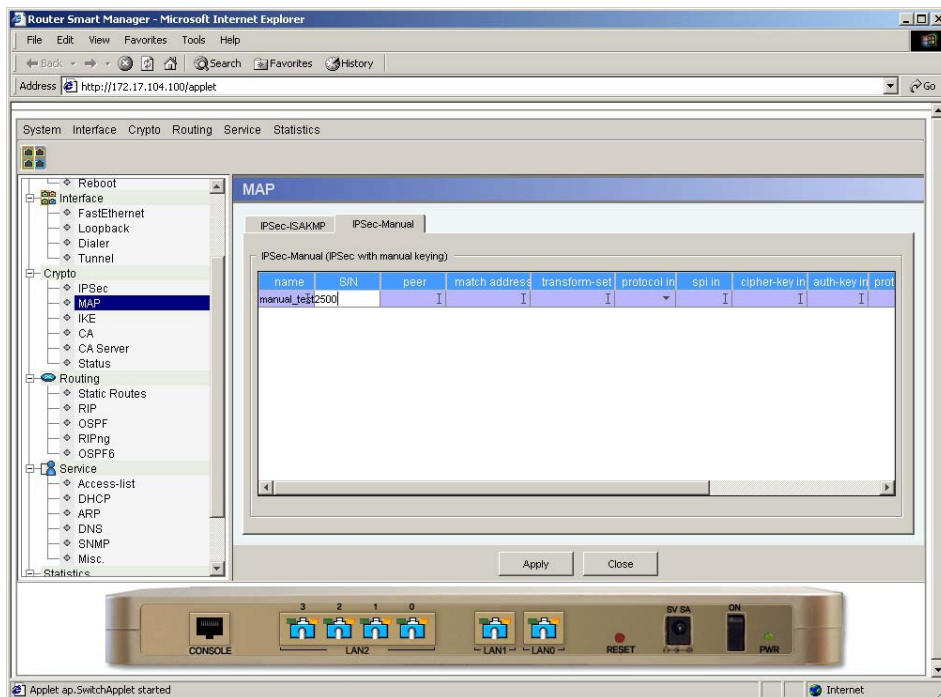 Router Smart Manager - Microsoft Internet Explorer
File Edit View Favorites Tools Help
Back Search Favorites History
Address http://172.17.104.100/applet Go
System Interface Crypto Routing Service Statistics
Reboot
Interface
FastEthernet
Loopback
Dialer
Tunnel
Crypto
IPSec
MAP
IKE
CA
CA Server
Status
Routing
Static Routes
RIP
OSPF
RIPng
OSPF6
Service
Access-list
DHCP
ARP
DNS
SNMP
Misc.
Statistics
MAP
IPSec-ISAKMP IPSec-Manual
IPSec-Manual (IPSec with manual keying)
name S/N peer match address transform-set protocol in spi in cipher-key in auth-key in prot
manual_test 2500
Apply Close
3 2 1 0 5V 5A ON
CONSOLE LAN2 LAN1 LAN0 RESET PWR
Applet ap.SwitchApplet started Internet